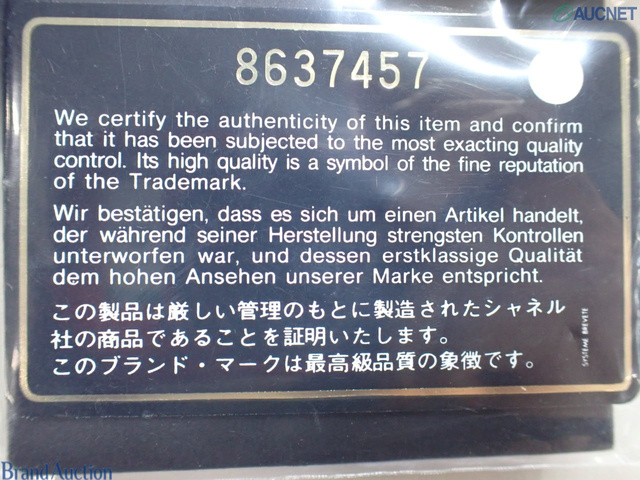 AUCNET
8637457
We certify the authenticity of this item and confirm
that it has been subjected to the most exacting quality
control. Its high quality is a symbol of the fine reputation
of the Trademark.
Wir bestätigen, dass es sich um einen Artikel handelt,
der während seiner Herstellung strengsten Kontrollen
unterworfen war, und dessen erstklassige Qualität
dem hohen Ansehen unserer Marke entspricht.
この製品は厳しい管理のもとに製造されたシャネル
社の商品であることを証明いたします。
このブランド・マークは最高級品質の象徴です。
SYSTEME BREVETE
Brand Auction